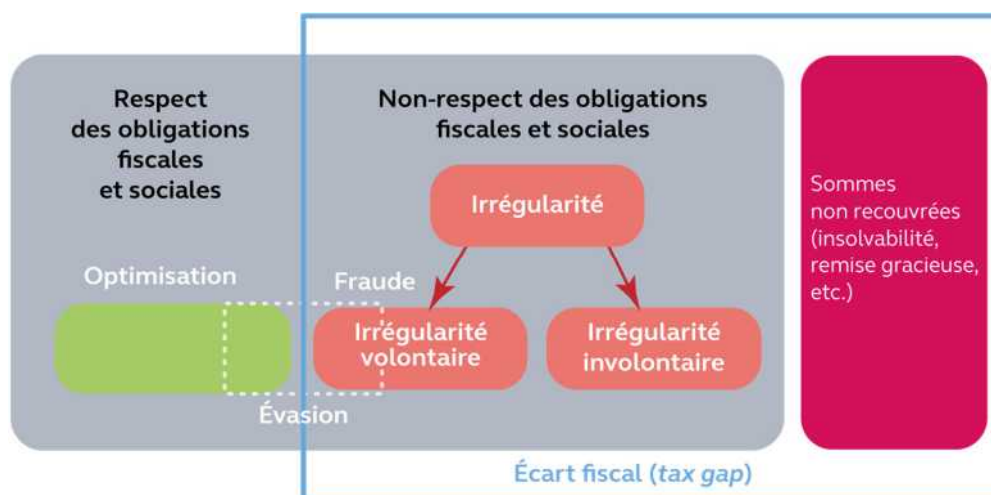 Respect
des obligations
fiscales
et sociales
Non-respect des obligations
fiscales et sociales
Irrégularité
Optimisation
Fraude
Irrégularité
volontaire
Irrégularité
involontaire
Évasion
Sommes
non recouvrées
(insolvabilité,
remise gracieuse,
etc.)
Écart fiscal (tax gap)